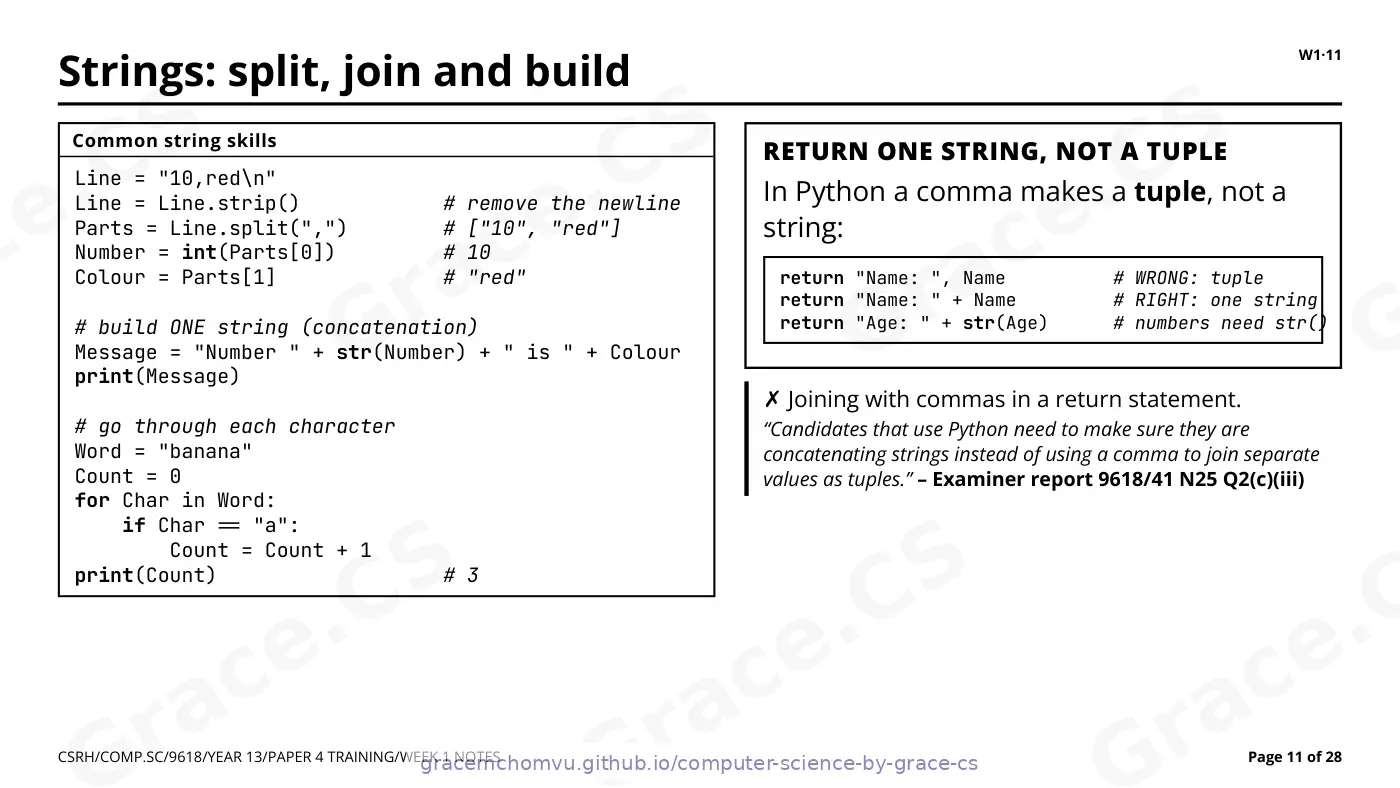 Strings: split, join and build
W1·11
Common string skills
Line = "10,red\n"
Line = Line.strip() # remove the newline
Parts = Line.split(",") # ["10", "red"]
Number = int(Parts[0]) # 10
Colour = Parts[1] # "red"
# build ONE string (concatenation)
Message = "Number " + str(Number) + " is " + Colour
print(Message)
# go through each character
Word = "banana"
Count = 0
for Char in Word:
if Char == "a":
Count = Count + 1
print(Count) # 3
RETURN ONE STRING, NOT A TUPLE
In Python a comma makes a tuple, not a
string:
return "Name: ", Name # WRONG: tuple
return "Name: " + Name # RIGHT: one string
return "Age: " + str(Age) # numbers need str()
✗ Joining with commas in a return statement.
“Candidates that use Python need to make sure they are
concatenating strings instead of using a comma to join separate
values as tuples.” – Examiner report 9618/41 N25 Q2(c)(iii)
CSRH/COMP.SC/9618/YEAR 13/PAPER 4 TRAINING/WEEK 1 NOTES
gracemchomvu.github.io/computer-science-by-grace-cs
Page 11 of 28
Grace.CS